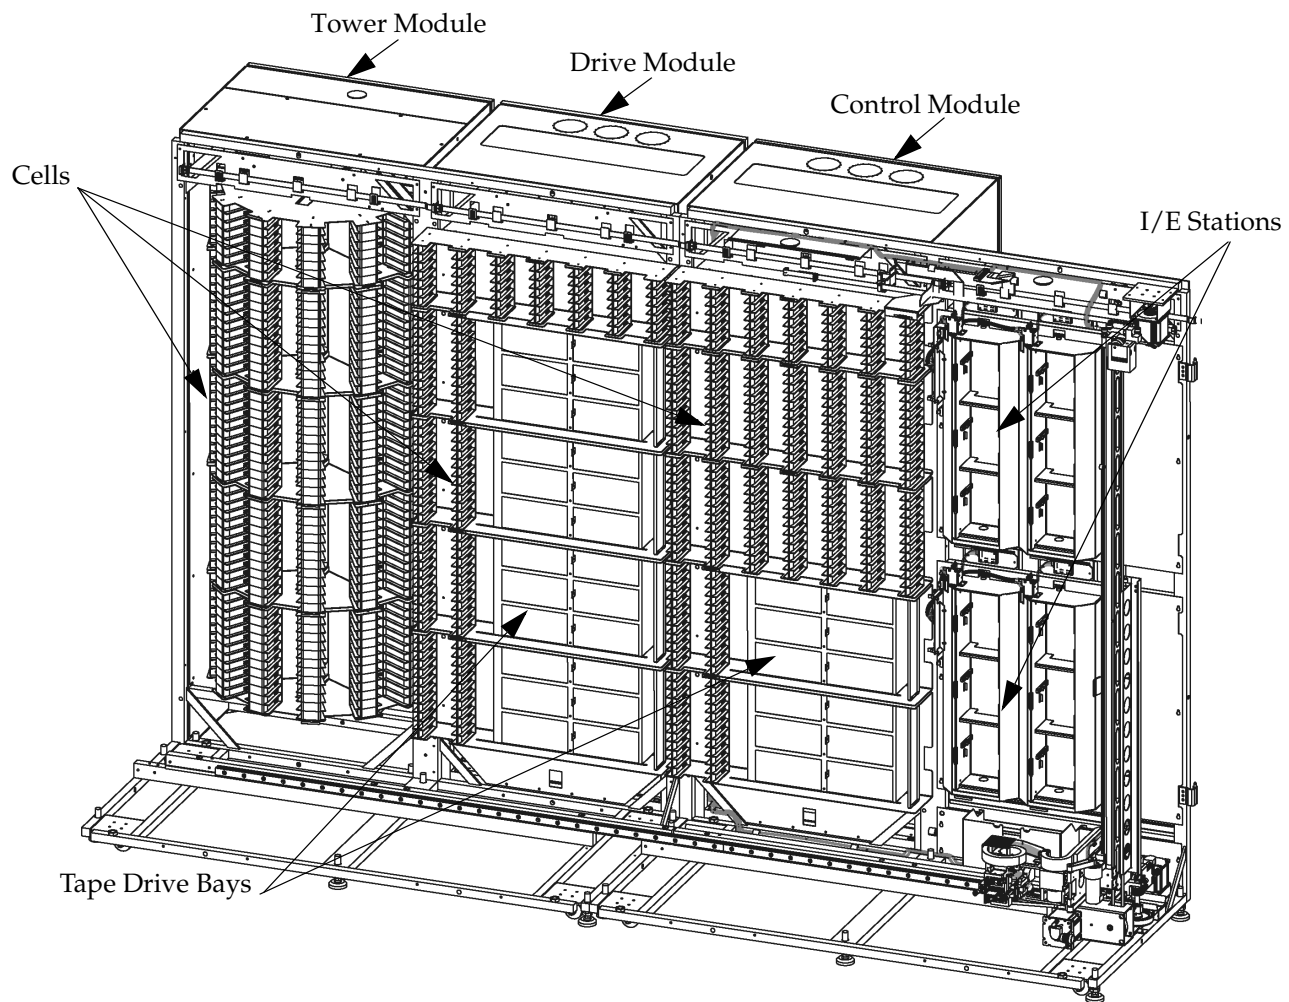 Tower Module
Drive Module
Control Module
Cells
I/E Stations
Tape Drive Bays